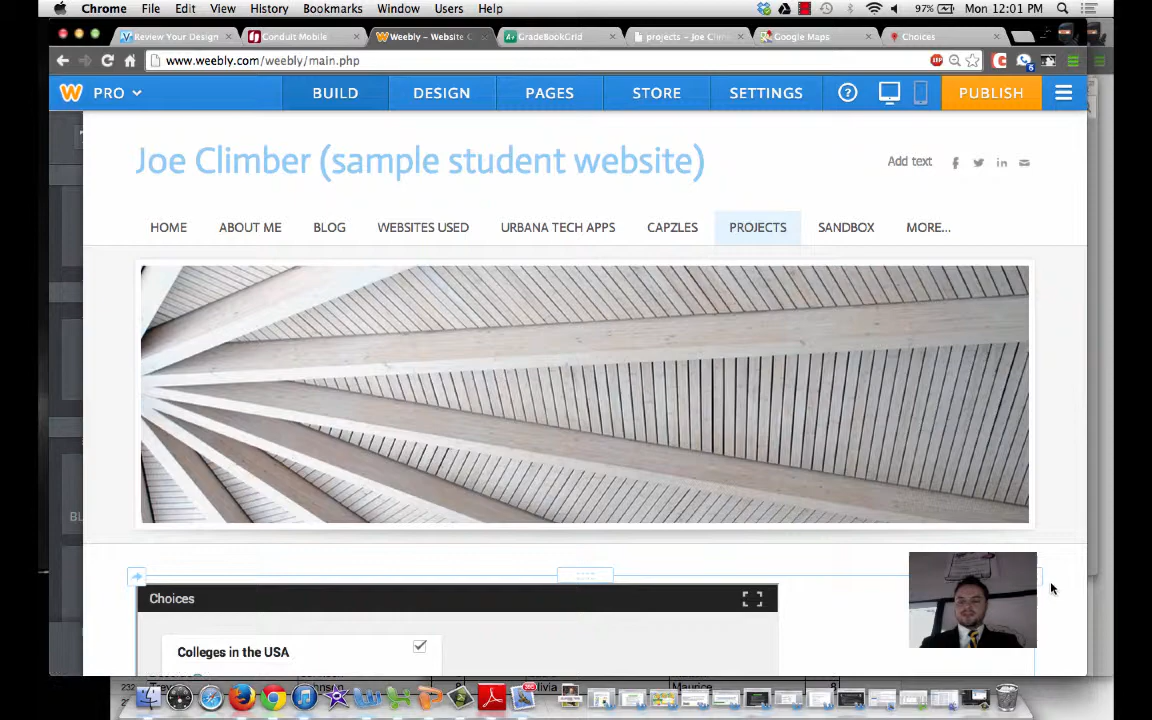 Chrome File Edit View History Bookmarks Window Users Help 97% Mon 12:01 PM
Review Your Design Conduit Mobile Weebly - Website C GradeBookGrid projects - Joe Clim Google Maps Choices
www.weebly.com/weebly/main.php
PRO BUILD DESIGN PAGES STORE SETTINGS PUBLISH
Joe Climber (sample student website)
Add text
HOME ABOUT ME BLOG WEBSITES USED URBANA TECH APPS CAPZLES PROJECTS SANDBOX MORE...
Choices
Colleges in the USA